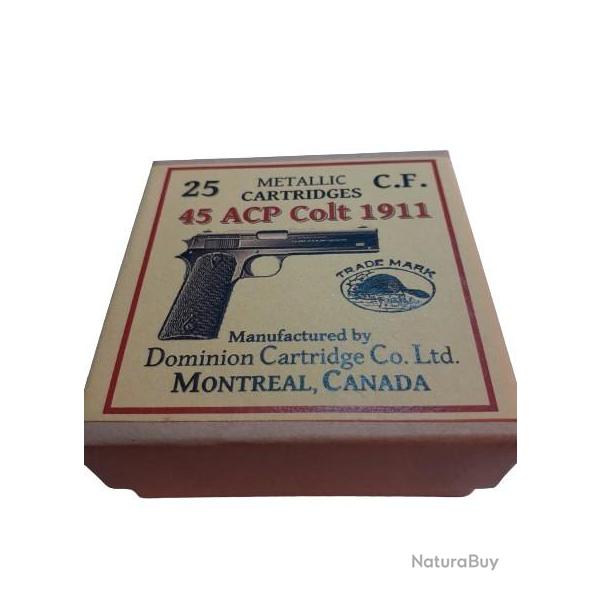 25 METALLIC CARTRIDGES C.F.
45 ACP Colt 1911
TRADE MARK
Manufactured by
Dominion Cartridge Co. Ltd.
MONTREAL, CANADA
NaturaBuy